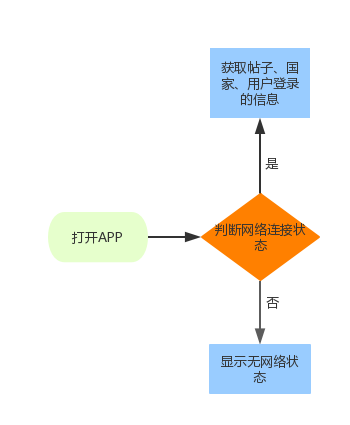 获取帖子、国
家、用户登录
的信息
是
打开APP
判断网络连接状
态
否
显示无网络状
态